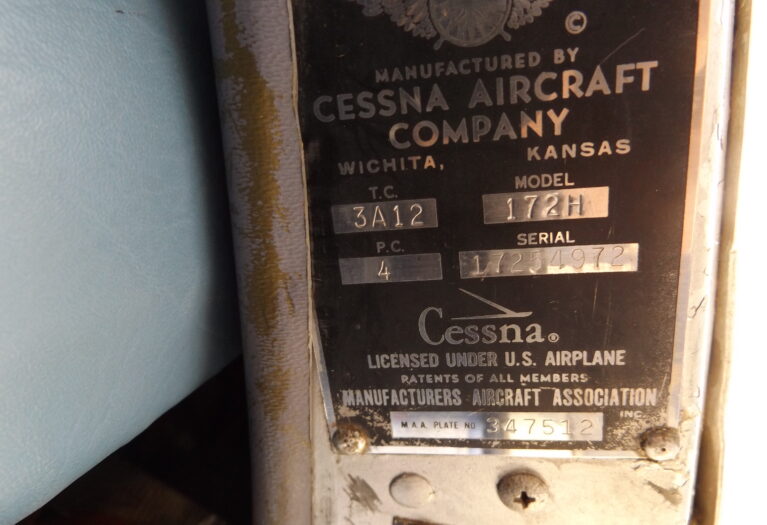 ©
MANUFACTURED BY
CESSNA AIRCRAFT
COMPANY
WICHITA, KANSAS
T.C. MODEL
3A12 172H
P.C. SERIAL
4 17254972
Cessna®
LICENSED UNDER U.S. AIRPLANE
PATENTS OF ALL MEMBERS
MANUFACTURERS AIRCRAFT ASSOCIATION
INC.
M.A.A. PLATE NO 347512